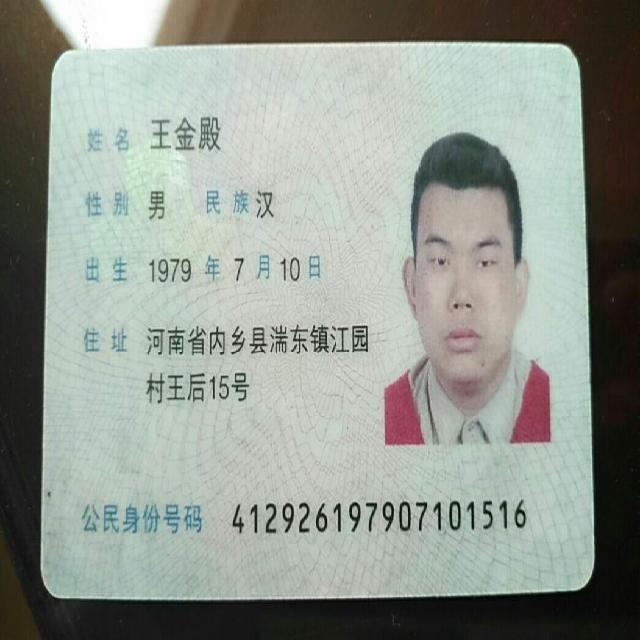 姓名 王金殿
性别 男 民族 汉
出生 1979 年 7 月 10 日
住址 河南省内乡县湍东镇江园
村王后15号
公民身份号码 412926197907101516